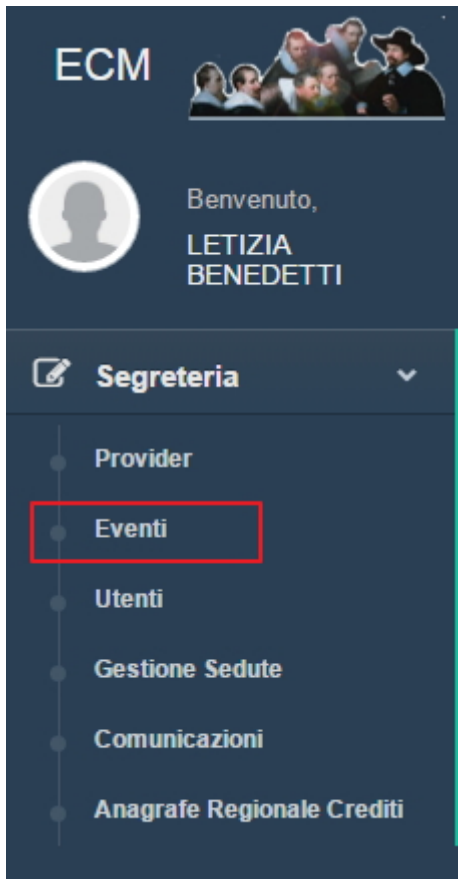 ECM
Benvenuto,
LETIZIA
BENEDETTI
Segreteria
Provider
Eventi
Utenti
Gestione Sedute
Comunicazioni
Anagrafe Regionale Crediti